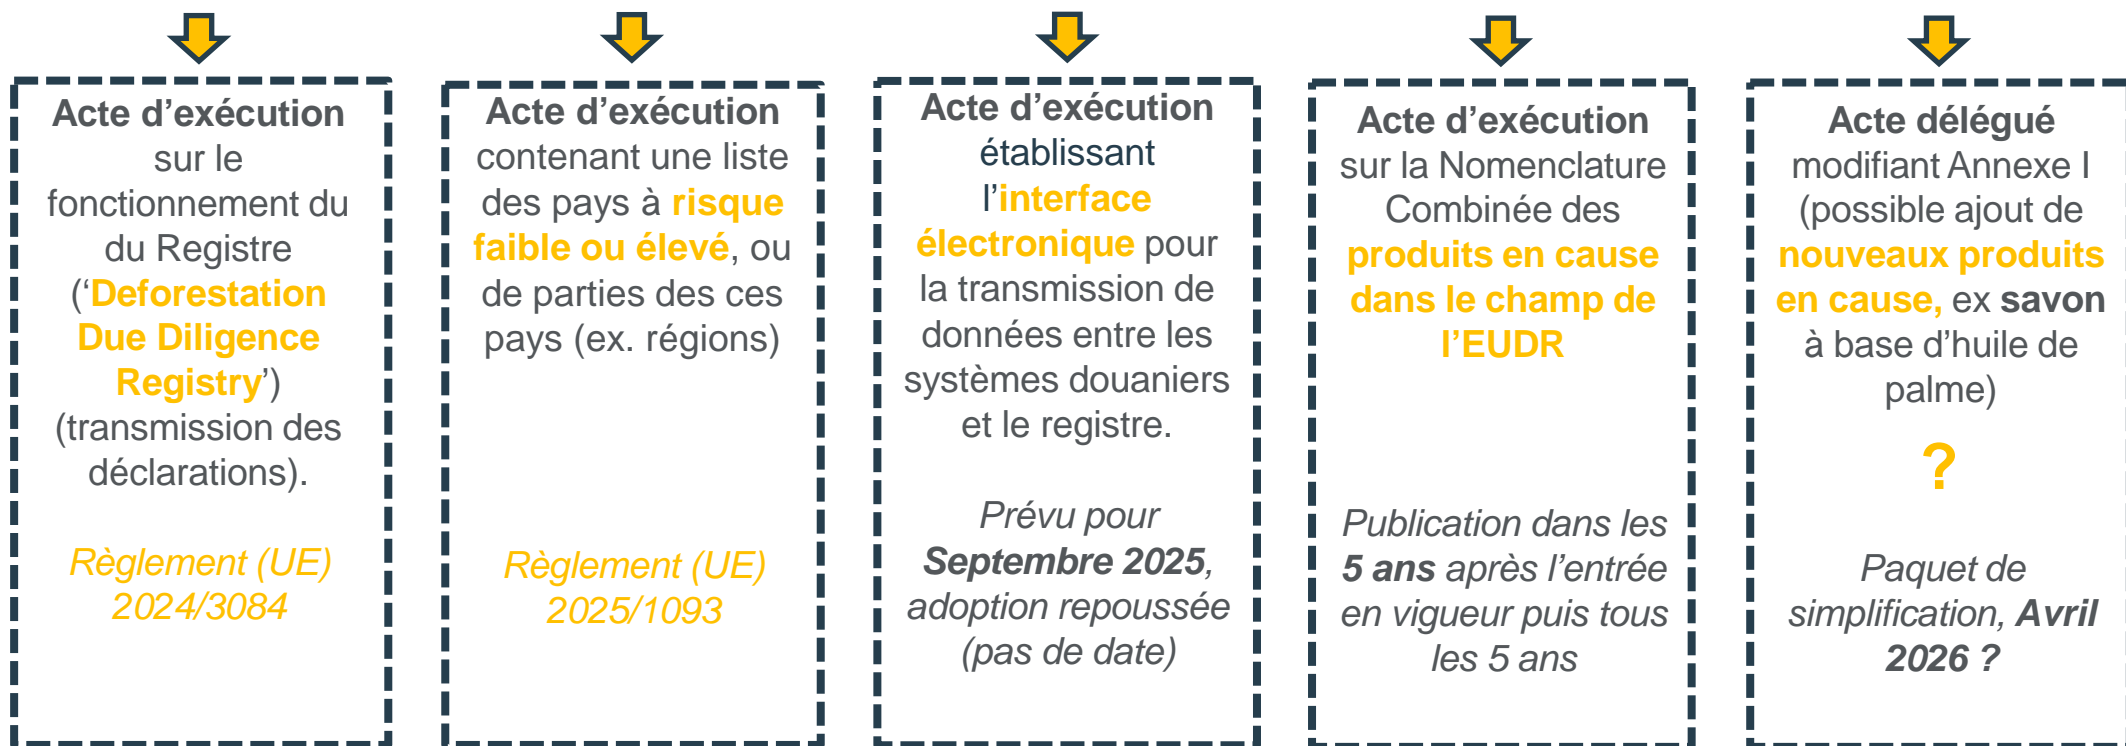 Acte d’exécution
sur le
fonctionnement du
du Registre
(‘Deforestation
Due Diligence
Registry’)
(transmission des
déclarations).
Règlement (UE)
2024/3084
Acte d’exécution
contenant une liste
des pays à risque
faible ou élevé, ou
de parties des ces
pays (ex. régions)
Règlement (UE)
2025/1093
Acte d’exécution
établissant
l’interface
électronique pour
la transmission de
données entre les
systèmes douaniers
et le registre.
Prévu pour
Septembre 2025,
adoption repoussée
(pas de date)
Acte d’exécution
sur la Nomenclature
Combinée des
produits en cause
dans le champ de
l’EUDR
Publication dans les
5 ans après l’entrée
en vigueur puis tous
les 5 ans
Acte délégué
modifiant Annexe I
(possible ajout de
nouveaux produits
en cause, ex savon
à base d’huile de
palme)
?
Paquet de
simplification, Avril
2026 ?